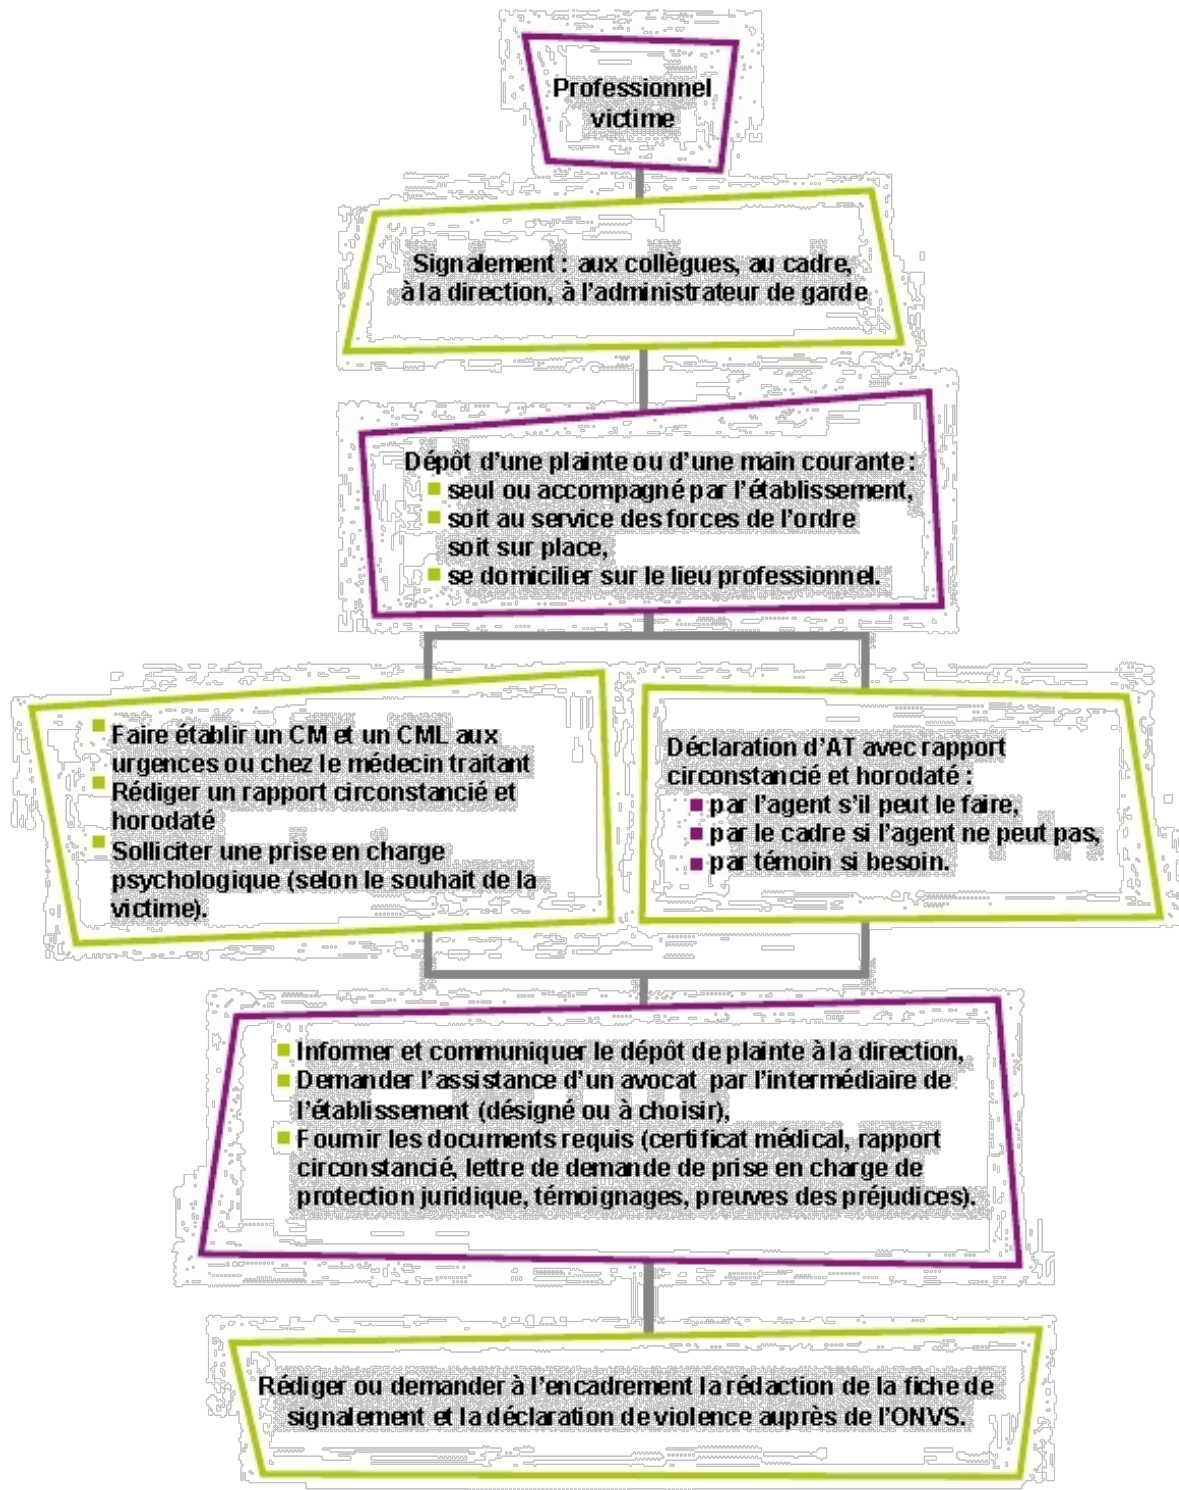 Professionnel
victime
Signalement : aux collègues, au cadre,
à la direction, à l'administrateur de garde
Dépôt d'une plainte ou d'une main courante :
seul ou accompagné par l'établissement,
soit au service des forces de l'ordre
soit sur place,
se domicilier sur le lieu professionnel.
Faire établir un CM et un CML aux
urgences ou chez le médecin traitant
Rédiger un rapport circonstancié et
horodaté
Solliciter une prise en charge
psychologique (selon le souhait de la
victime).
Déclaration d'AT avec rapport
circonstancié et horodaté :
par l'agent s'il peut le faire,
par le cadre si l'agent ne peut pas,
par témoin si besoin.
Informer et communiquer le dépôt de plainte à la direction,
Demander l'assistance d'un avocat par l'intermédiaire de
l'établissement (désigné ou à choisir),
Fournir les documents requis (certificat médical, rapport
circonstancié, lettre de demande de prise en charge de
protection juridique, témoignages, preuves des préjudices).
Rédiger ou demander à l'encadrement la rédaction de la fiche de
signalement et la déclaration de violence auprès de l'ONVS.